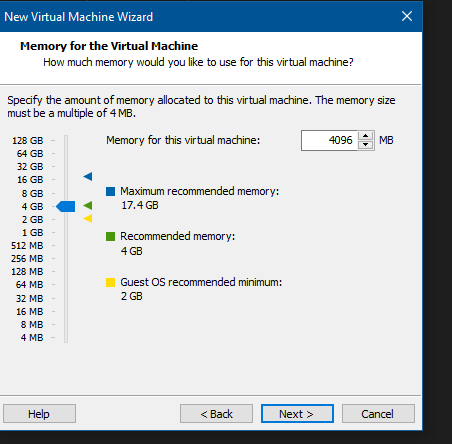 New Virtual Machine Wizard
Memory for the Virtual Machine
How much memory would you like to use for this virtual machine?
Specify the amount of memory allocated to this virtual machine. The memory size
must be a multiple of 4 MB.
Memory for this virtual machine: 4096 MB
128 GB
64 GB
32 GB
16 GB
8 GB
4 GB
2 GB
1 GB
512 MB
256 MB
128 MB
64 MB
32 MB
16 MB
8 MB
4 MB
Maximum recommended memory:
17.4 GB
Recommended memory:
4 GB
Guest OS recommended minimum:
2 GB
Help
< Back
Next >
Cancel